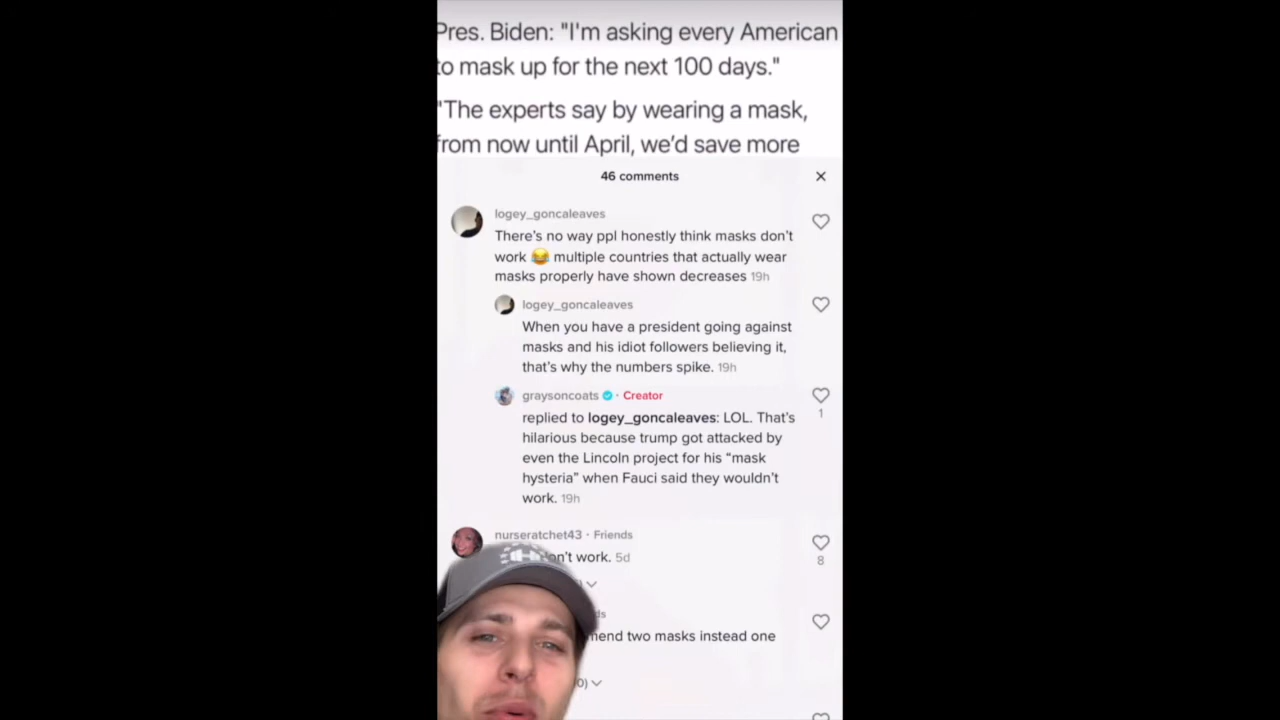 Pres. Biden: "I'm asking every American
to mask up for the next 100 days."
"The experts say by wearing a mask,
from now until April, we'd save more
46 comments
logey_goncaleaves
There's no way ppl honestly think masks don't
work 😂 multiple countries that actually wear
masks properly have shown decreases 19h
logey_goncaleaves
When you have a president going against
masks and his idiot followers believing it,
that's why the numbers spike. 19h
graysoncoats · Creator
1
replied to logey_goncaleaves: LOL. That's
hilarious because trump got attacked by
even the Lincoln project for his “mask
hysteria” when Fauci said they wouldn't
work. 19h
nurseratchet43 · Friends
work. 5d
8
two masks instead one